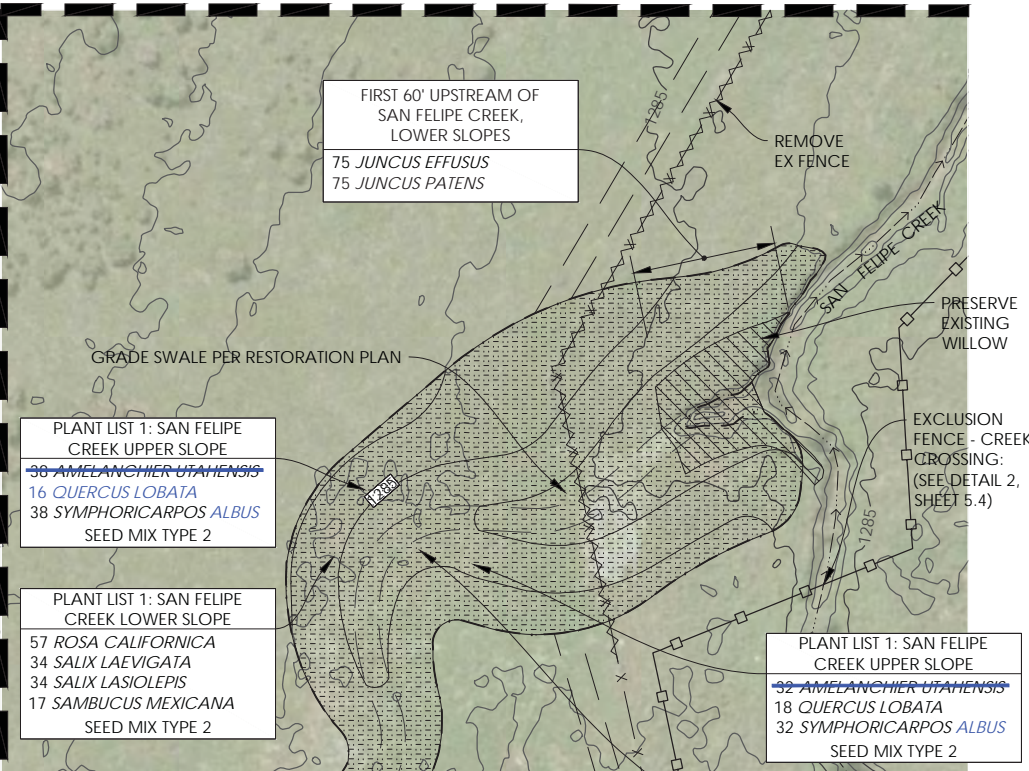 FIRST 60' UPSTREAM OF
SAN FELIPE CREEK,
LOWER SLOPES
75 JUNCUS EFFUSUS
75 JUNCUS PATENS
1285
REMOVE
EX FENCE
SAN FELIPE CREEK
PRESERVE
EXISTING
WILLOW
GRADE SWALE PER RESTORATION PLAN
EXCLUSION
FENCE - CREEK
CROSSING:
(SEE DETAIL 2,
SHEET 5.4)
1285
1285
PLANT LIST 1: SAN FELIPE
CREEK UPPER SLOPE
38 AMELANCHIER UTAHENSIS
16 QUERCUS LOBATA
38 SYMPHORICARPOS ALBUS
SEED MIX TYPE 2
PLANT LIST 1: SAN FELIPE
CREEK LOWER SLOPE
57 ROSA CALIFORNICA
34 SALIX LAEVIGATA
34 SALIX LASIOLEPIS
17 SAMBUCUS MEXICANA
SEED MIX TYPE 2
PLANT LIST 1: SAN FELIPE
CREEK UPPER SLOPE
32 AMELANCHIER UTAHENSIS
18 QUERCUS LOBATA
32 SYMPHORICARPOS ALBUS
SEED MIX TYPE 2